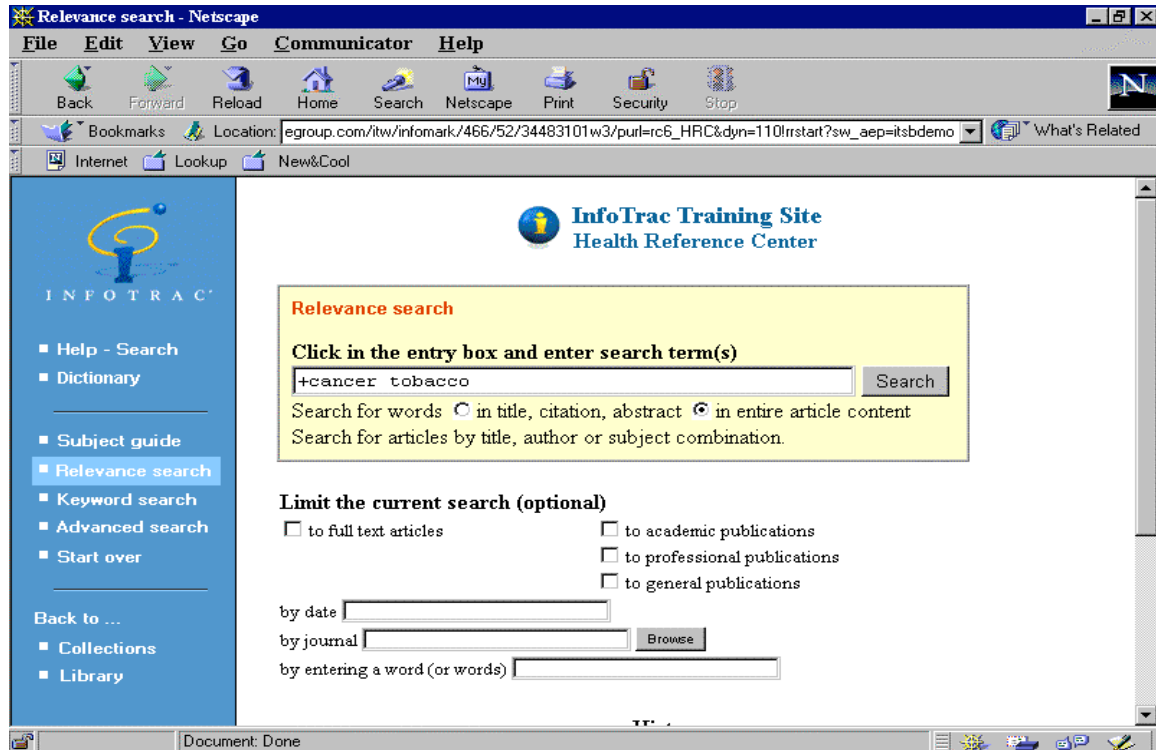 Relevance search - Netscape
File Edit View Go Communicator Help
Back Forward Reload Home Search Netscape Print Security Stop
My
N
Bookmarks Location: egroup.com/itw/infomark/466/52/34483101w3/purl=rc6_HRC&dyn=110!rrstart?sw_aep=itsbdemo What's Related
Internet Lookup New&Cool
INFOTRAC
Help - Search
Dictionary
Subject guide
Relevance search
Keyword search
Advanced search
Start over
Back to ...
Collections
Library
InfoTrac Training Site
Health Reference Center
Relevance search
Click in the entry box and enter search term(s)
+cancer tobacco Search
Search for words in title, citation, abstract in entire article content
Search for articles by title, author or subject combination.
Limit the current search (optional)
to full text articles to academic publications
to professional publications
to general publications
by date
by journal Browse
by entering a word (or words)
Document: Done